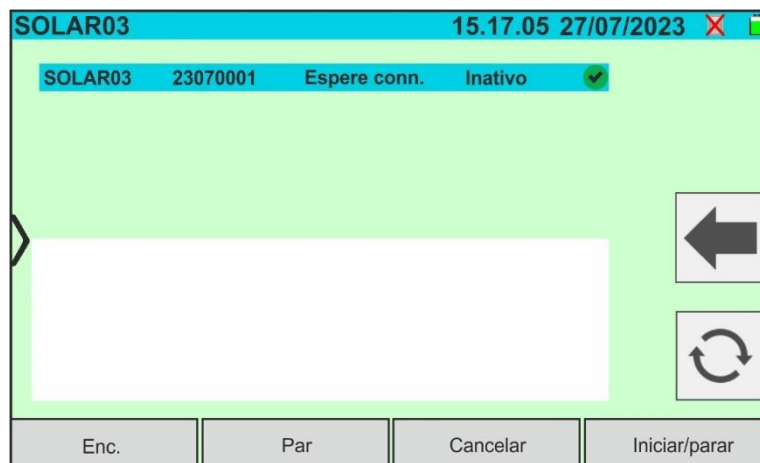 SOLAR03 15.17.05 27/07/2023
SOLAR03 23070001 Espere conn. Inativo
Enc. Par Cancelar Iniciar/parar